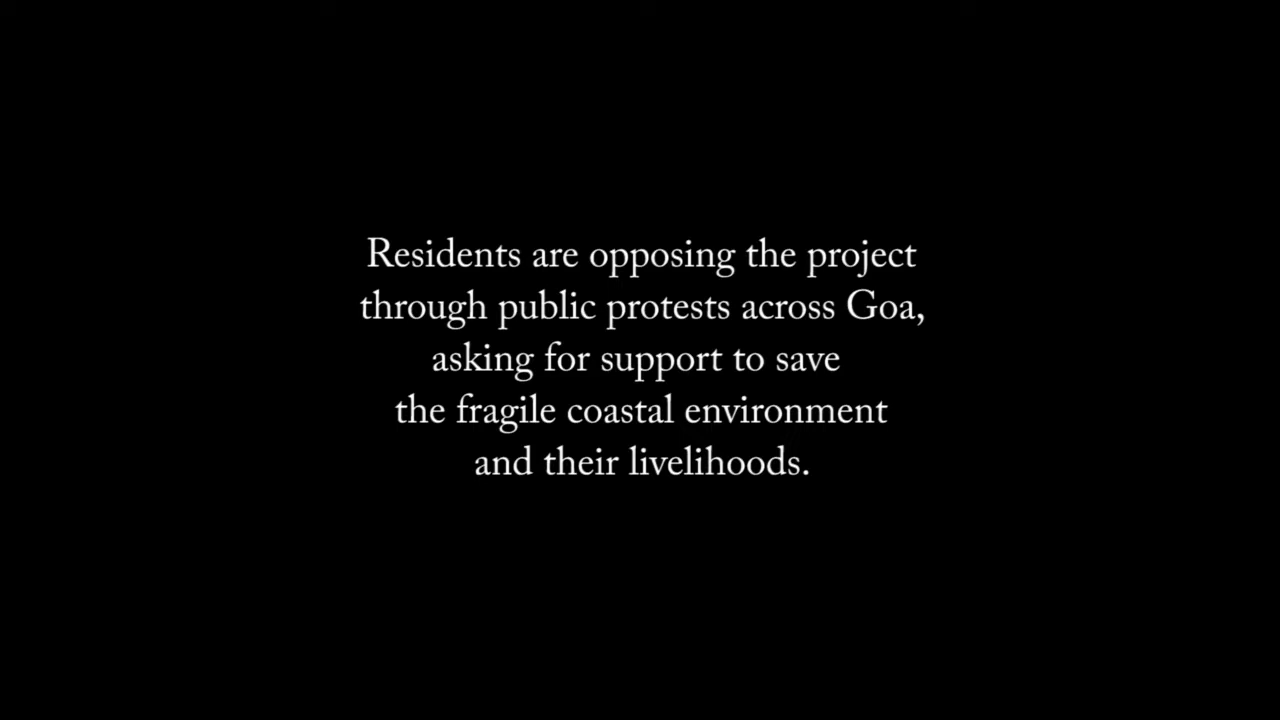 Residents are opposing the project
through public protests across Goa,
asking for support to save
the fragile coastal environment
and their livelihoods.